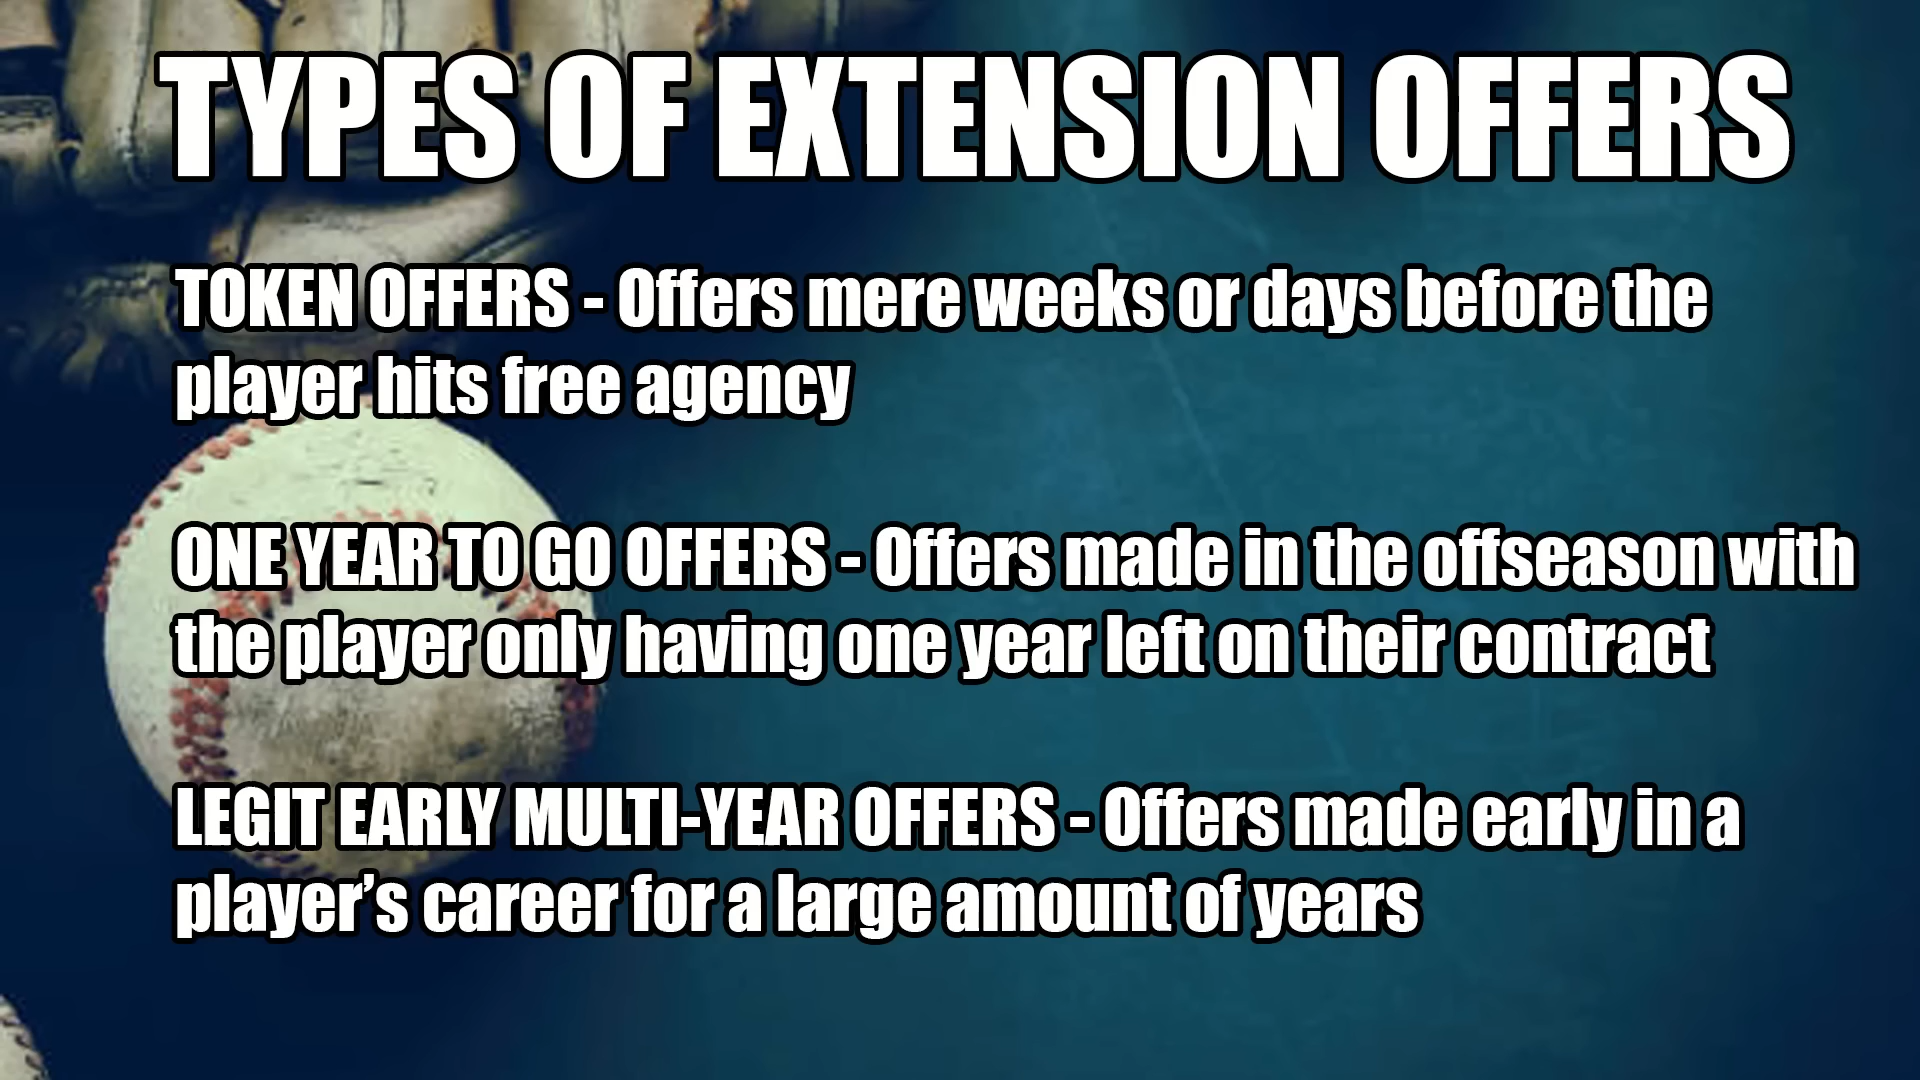 TYPES OF EXTENSION OFFERS
TOKEN OFFERS - Offers mere weeks or days before the
player hits free agency
ONE YEAR TO GO OFFERS - Offers made in the offseason with
the player only having one year left on their contract
LEGIT EARLY MULTI-YEAR OFFERS - Offers made early in a
player’s career for a large amount of years